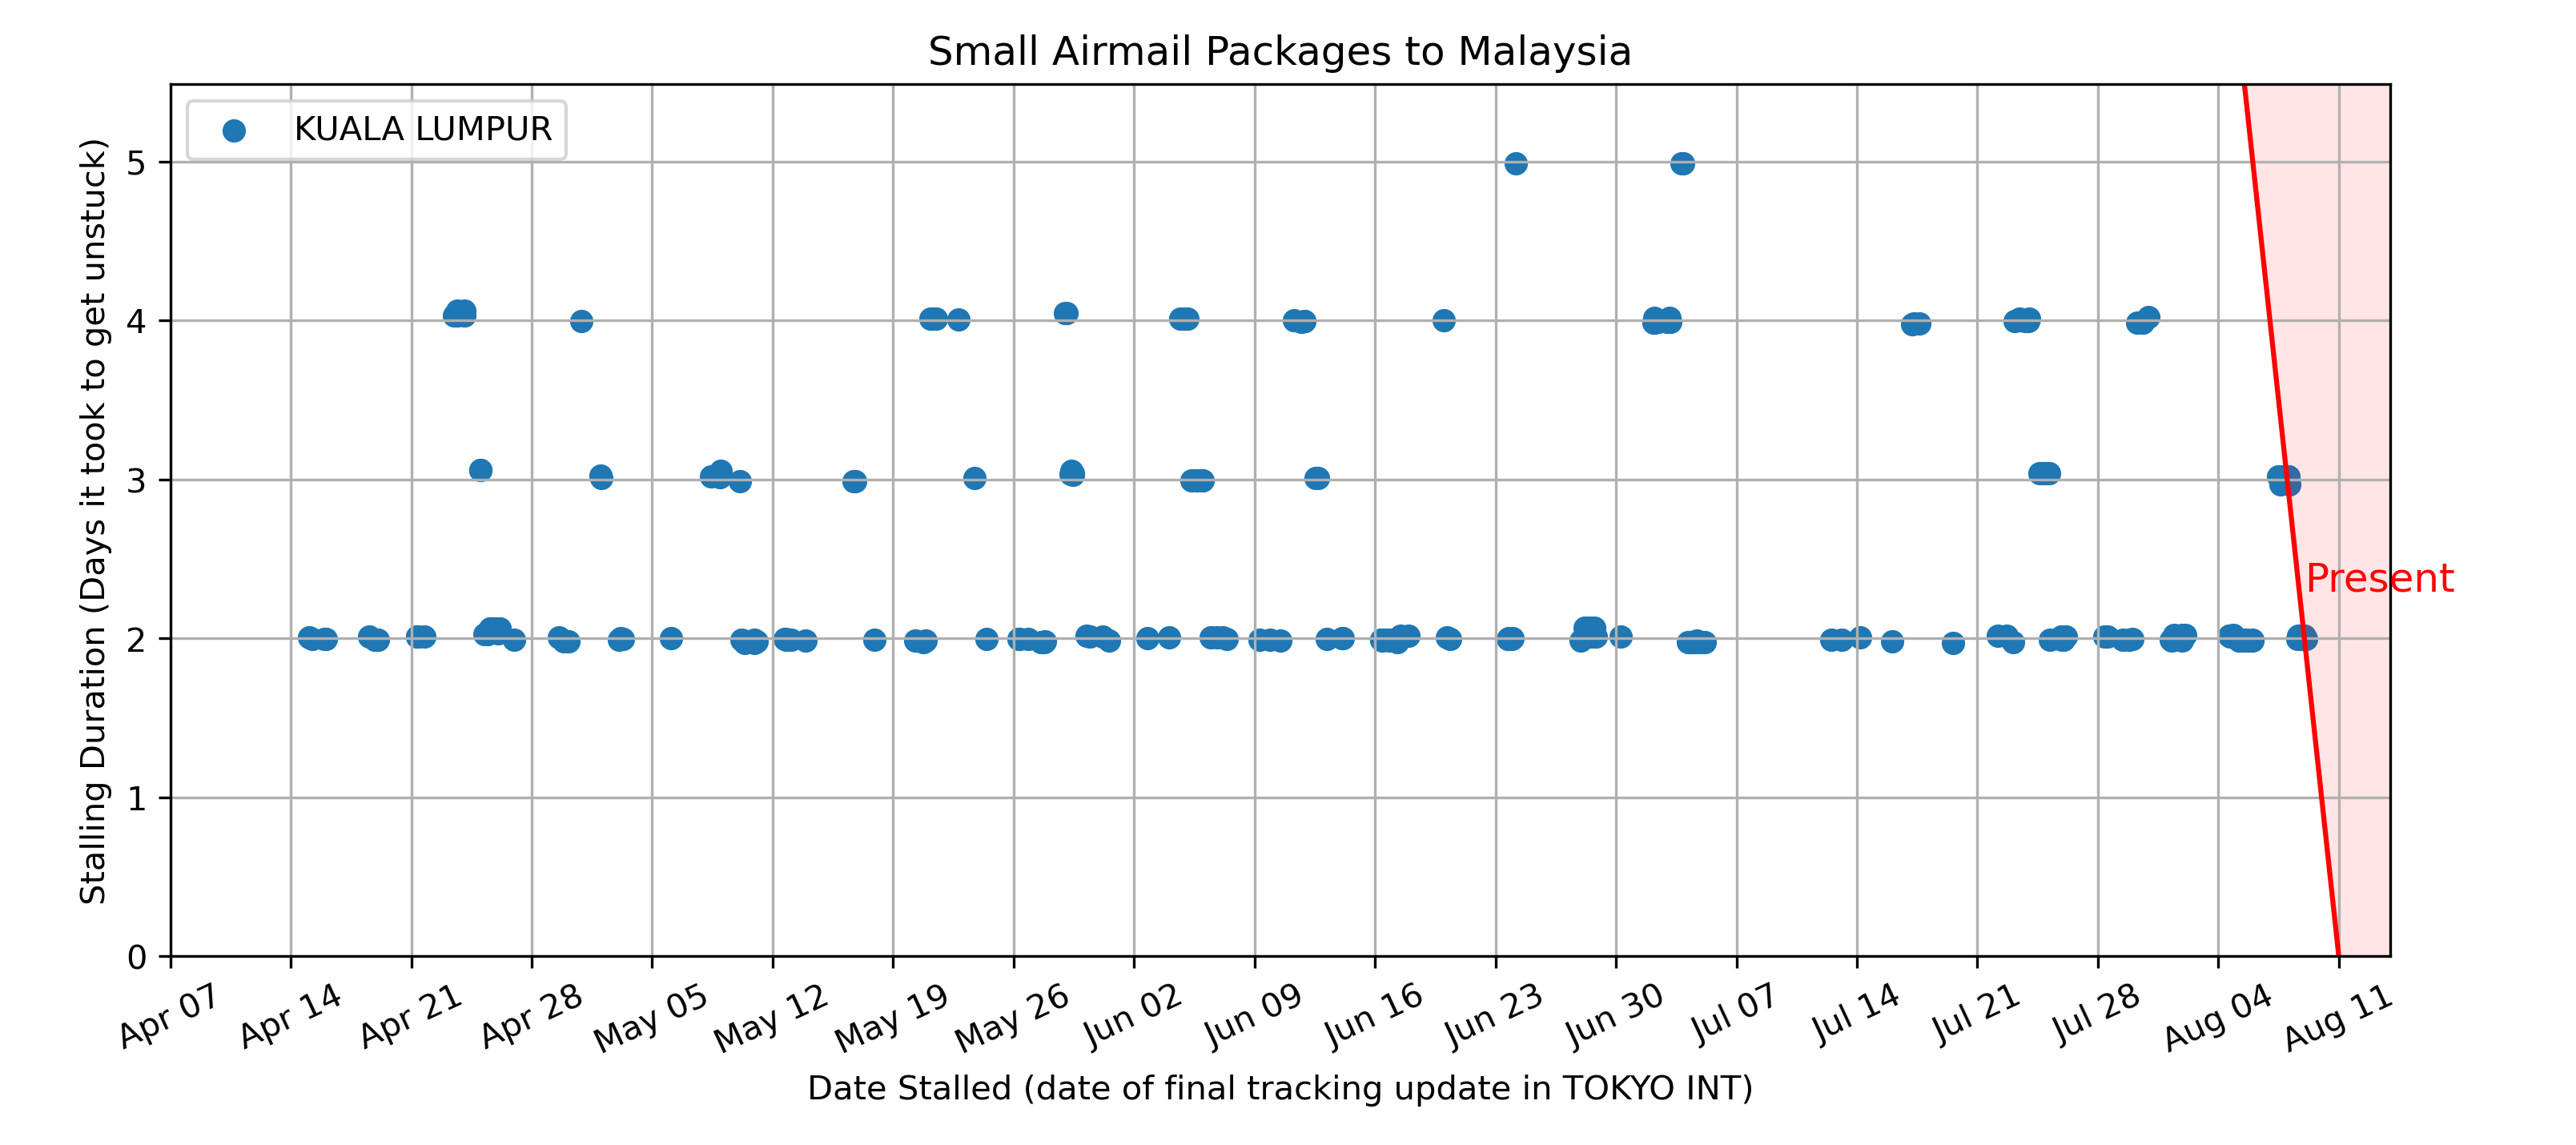 Small Airmail Packages to Malaysia
KUALA LUMPUR
Stalling Duration (Days it took to get unstuck)
5
4
3
2
1
0
Present
Apr 07
Apr 14
Apr 21
Apr 28
May 05
May 12
May 19
May 26
Jun 02
Jun 09
Jun 16
Jun 23
Jun 30
Jul 07
Jul 14
Jul 21
Jul 28
Aug 04
Aug 11
Date Stalled (date of final tracking update in TOKYO INT)